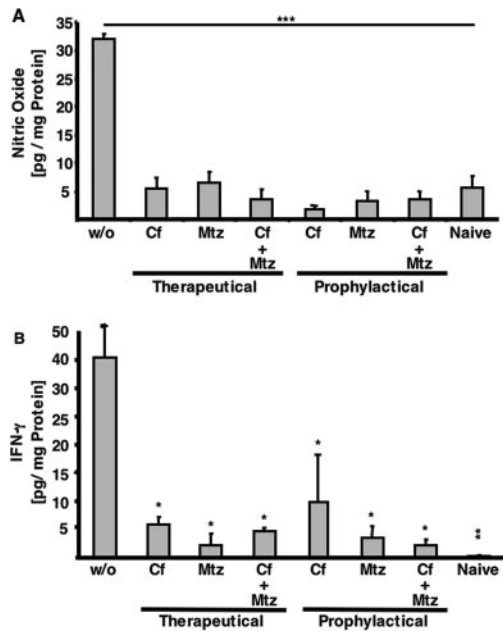 A
***
Nitric Oxide
[pg / mg Protein]
35
30
25
20
15
10
5
w/o Cf Mtz Cf Cf Mtz Cf Naive
+ +
Mtz Mtz
Therapeutical Prophylactical
B
IFN-γ
[pg/ mg Protein]
50
40
30
20
10
5
* * * * * * **
w/o Cf Mtz Cf Cf Mtz Cf Naive
+ +
Mtz Mtz
Therapeutical Prophylactical